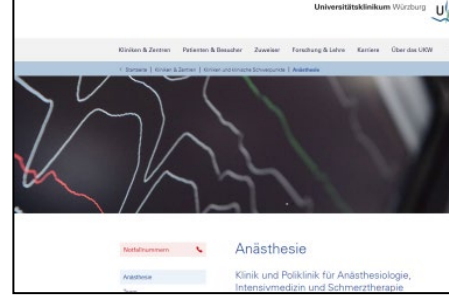 Universitätsklinikum Würzburg
Kliniken & Zentren Patienten & Besucher Zuweiser Forschung & Lehre Karriere Über das UKW
Startseite | Kliniken & Zentren | Kliniken und klinische Schwerpunkte | Anästhesie
Notfallnummern
Anästhesie
Anästhesie
Klinik und Poliklinik für Anästhesiologie,
Intensivmedizin und Schmerztherapie